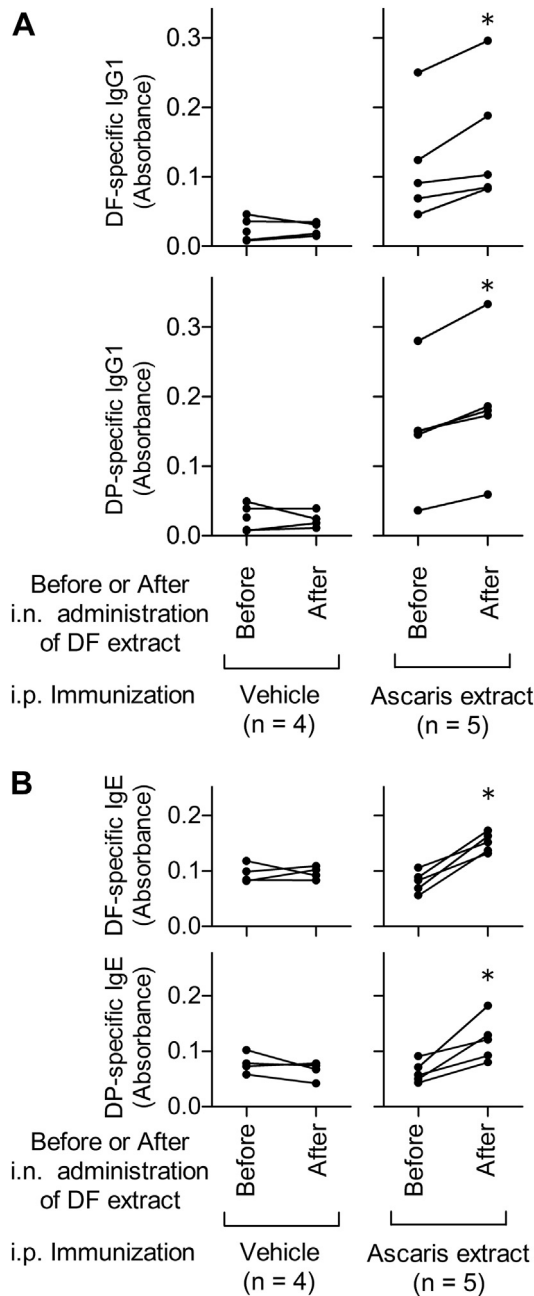 A
DF-specific IgG1
(Absorbance)
0.3
0.2
0.1
0.0
*
DP-specific IgG1
(Absorbance)
0.3
0.2
0.1
0.0
*
Before or After
i.n. administration
of DF extract
Before
After
Before
After
i.p. Immunization
Vehicle
(n = 4)
Ascaris extract
(n = 5)
B
DF-specific IgE
(Absorbance)
0.2
0.1
0.0
*
DP-specific IgE
(Absorbance)
0.2
0.1
0.0
*
Before or After
i.n. administration
of DF extract
Before
After
Before
After
i.p. Immunization
Vehicle
(n = 4)
Ascaris extract
(n = 5)